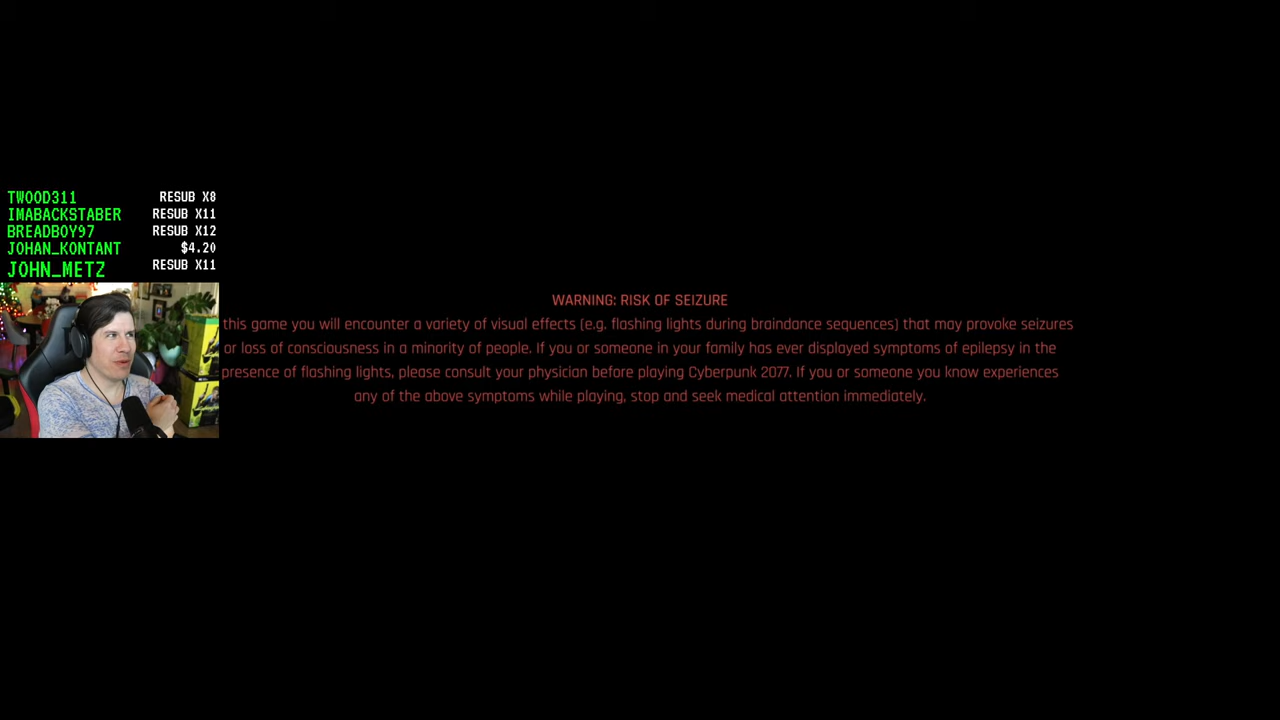 TWOOD311 RESUB X8
IMABACKSTABER RESUB X11
BREADBOY97 RESUB X12
JOHAN_KONTANT $4.20
JOHN_METZ RESUB X11
WARNING: RISK OF SEIZURE
this game you will encounter a variety of visual effects (e.g. flashing lights during braindance sequences) that may provoke seizures
or loss of consciousness in a minority of people. If you or someone in your family has ever displayed symptoms of epilepsy in the
presence of flashing lights, please consult your physician before playing Cyberpunk 2077. If you or someone you know experiences
any of the above symptoms while playing, stop and seek medical attention immediately.